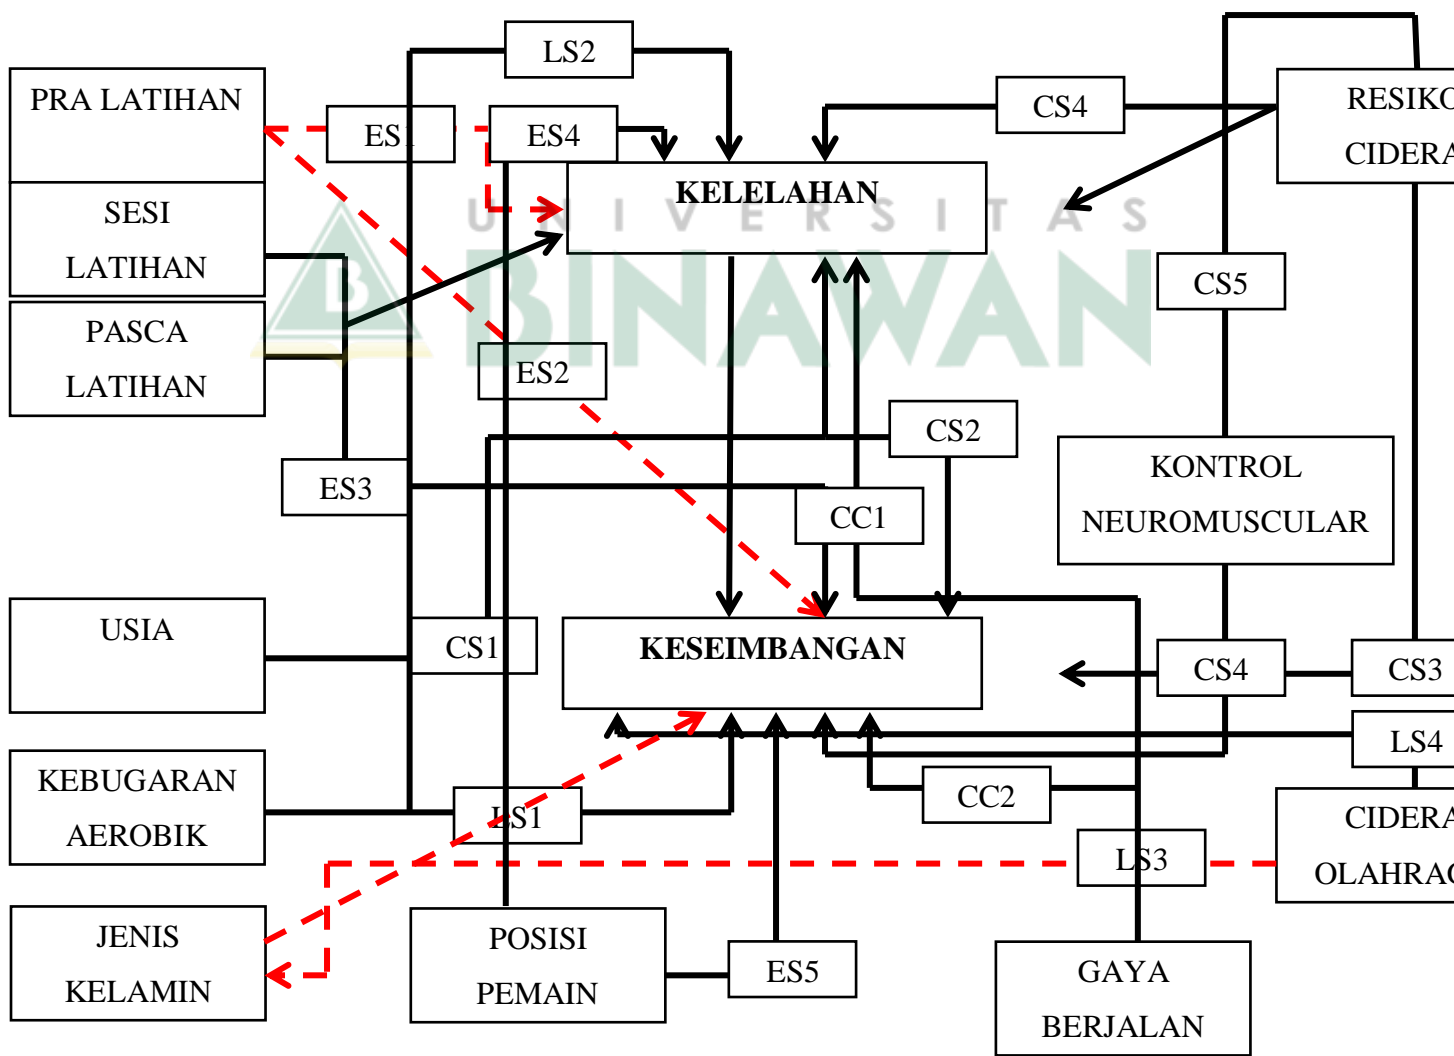 LS2
PRA LATIHAN
ES1
ES4
CS4
RESIKO
CIDERA
KELELAHAN
UNIVERSITAS
BINAWAN
B
SESI
LATIHAN
CS5
PASCA
LATIHAN
ES2
CS2
KONTROL
NEUROMUSCULAR
ES3
CC1
USIA
CS1
KESEIMBANGAN
CS4
CS3
LS4
KEBUGARAN
AEROBIK
LS1
CC2
CIDERA
OLAHRAG
LS3
JENIS
KELAMIN
POSISI
PEMAIN
ES5
GAYA
BERJALAN